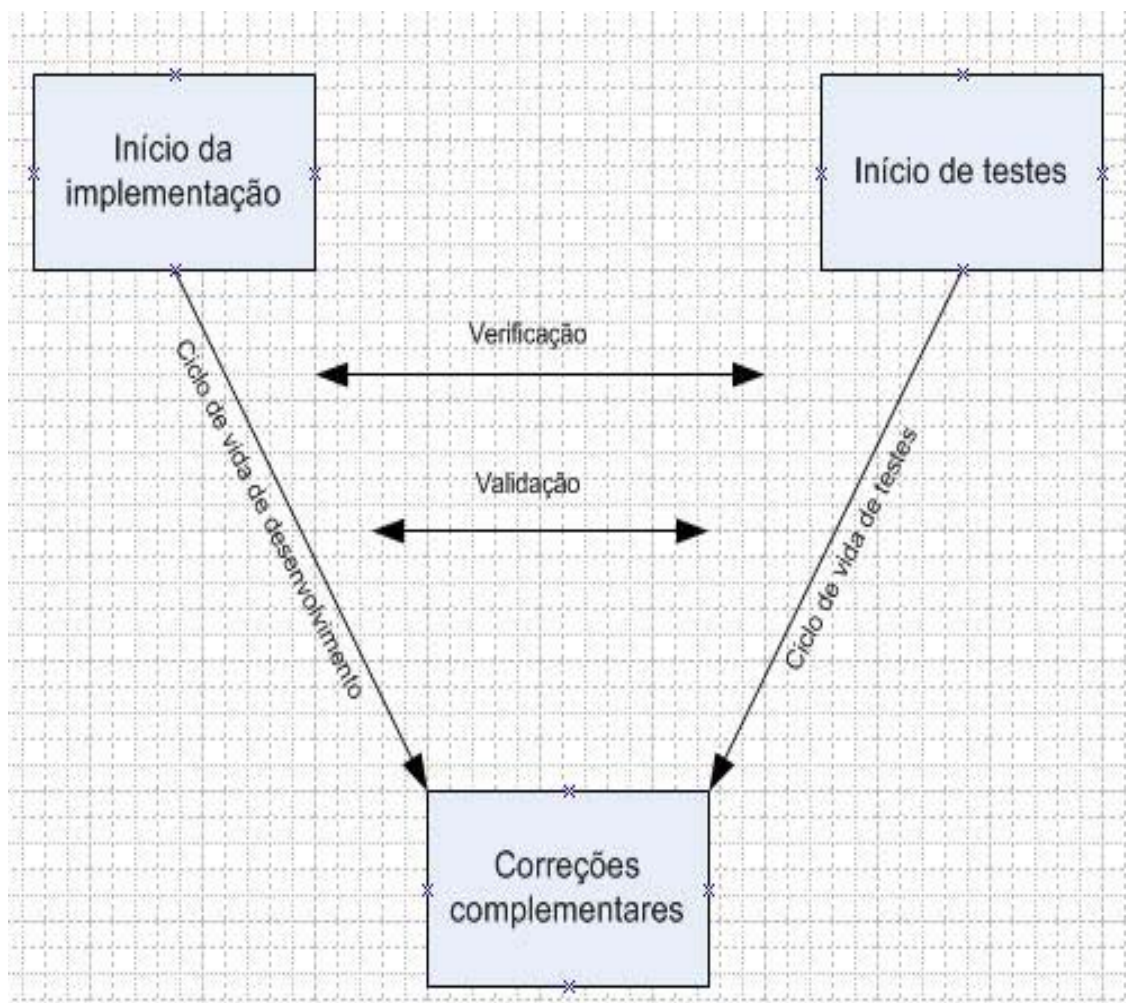 Início da
implementação
Início de testes
Verificação
Ciclo de vida de desenvolvimento
Validação
Ciclo de vida de testes
Correções
complementares